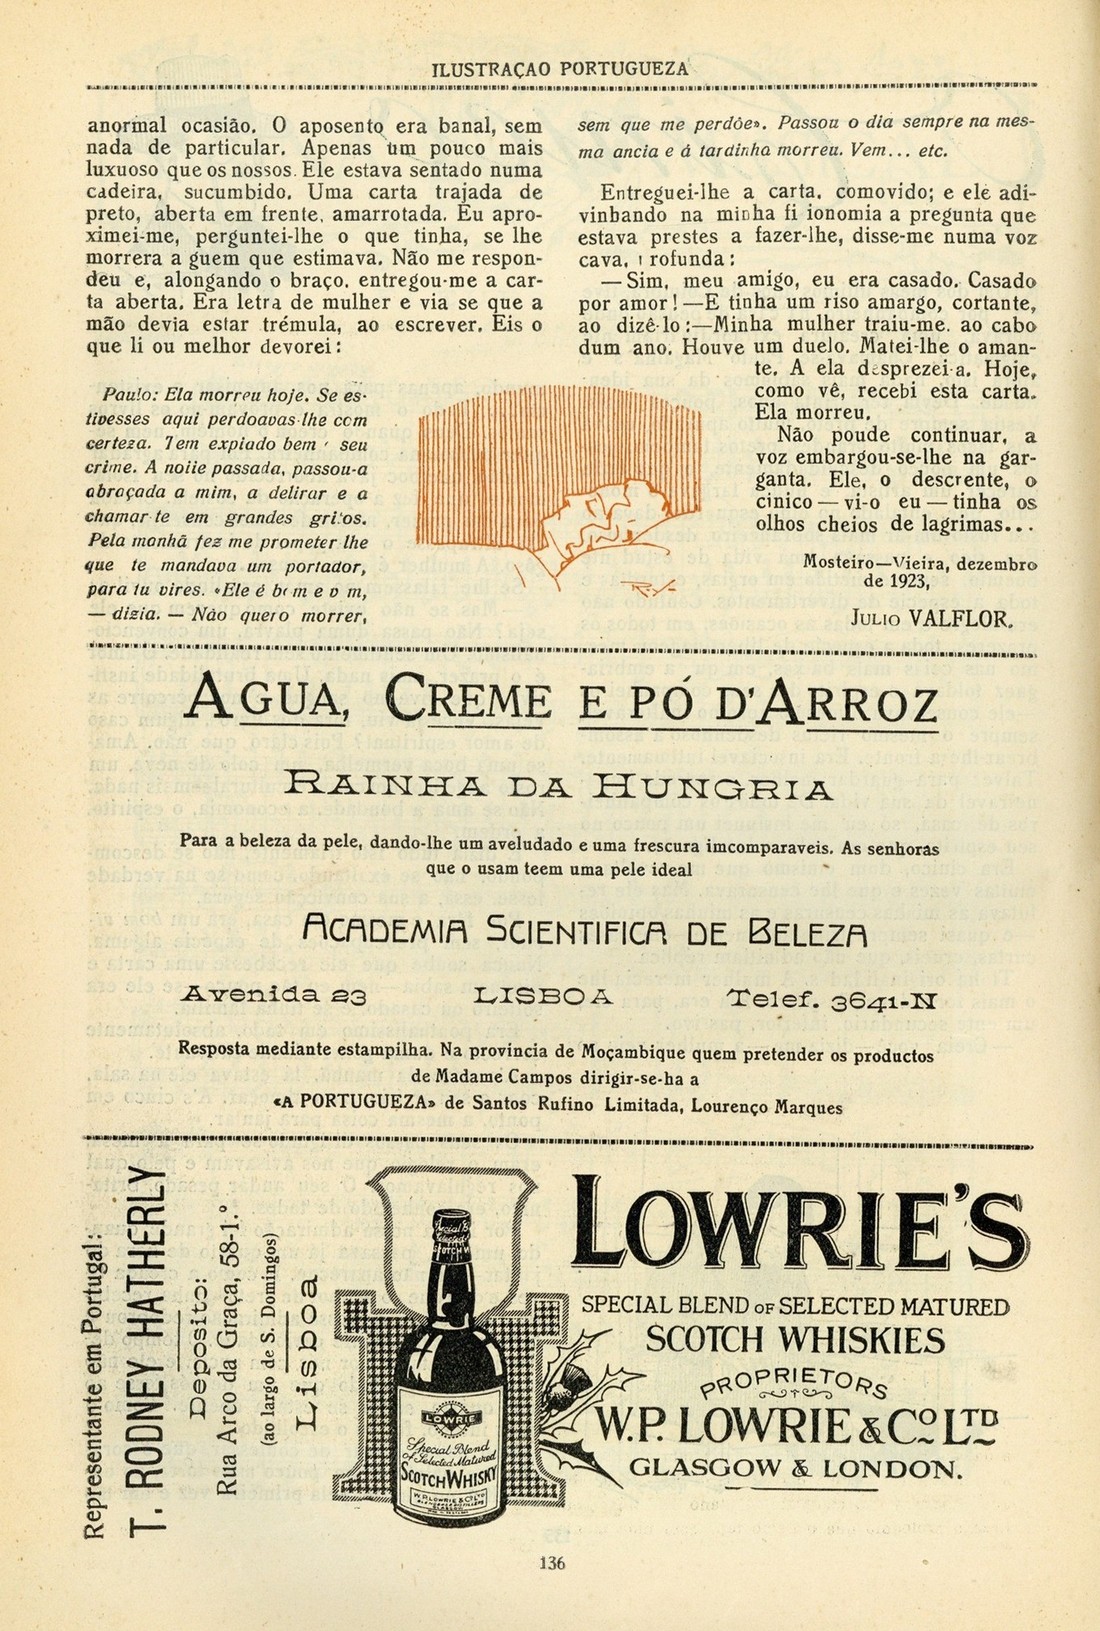 ILUSTRAÇAO PORTUGUEZA
anormal ocasião. O aposento era banal, sem
nada de particular. Apenas um pouco mais
luxuoso que os nossos. Ele estava sentado numa
cadeira, sucumbido. Uma carta trajada de
preto, aberta em frente, amarrotada. Eu apro-
ximei-me, perguntei-lhe o que tinha, se lhe
morrera a guem que estimava. Não me respon-
deu e, alongando o braço, entregou-me a car-
ta aberta. Era letra de mulher e via se que a
mão devia estar trémula, ao escrever. Eis o
que li ou melhor devorei:
Paulo: Ela morreu hoje. Se es-
tivesses aqui perdoavas-lhe com
certeza. Tem expiado bem seu
crime. A noite passada, passou-a
abraçada a mim, a delirar e a
chamar-te em grandes gritos.
Pela manhã fez me prometer lhe
que te mandava um portador,
para tu vires. «Ele é bom e o m,
— dizia. — Não quero morrer,
sem que me perdôe». Passou o dia sempre na mes-
ma ancia e á tardinha morreu. Vem... etc.
Entreguei-lhe a carta, comovido; e ele adi-
vinhando na minha fi ionomia a pregunta que
estava prestes a fazer-lhe, disse-me numa voz
cava, rofunda:
— Sim, meu amigo, eu era casado. Casado
por amor!—E tinha um riso amargo, cortante,
ao dizê-lo:—Minha mulher traiu-me. ao cabo
dum ano. Houve um duelo. Matei-lhe o aman-
te. A ela desprezei-a. Hoje,
como vê, recebi esta carta.
Ela morreu.
Não poude continuar, a
voz embargou-se-lhe na gar-
ganta. Ele, o descrente, o
cinico — vi-o eu — tinha os
olhos cheios de lagrimas...
Mosteiro—Vieira, dezembro
de 1923,
JULIO VALFLOR.
AGUA, CREME E PÓ D'ARROZ
RAINHA DA HUNGRIA
Para a beleza da pele, dando-lhe um aveludado e uma frescura imcomparaveis. As senhoras
que o usam teem uma pele ideal
ACADEMIA SCIENTIFICA DE BELEZA
Avenida 23 LISBOA Telef. 3641-N
Resposta mediante estampilha. Na provincia de Moçambique quem pretender os productos
de Madame Campos dirigir-se-ha a
«A PORTUGUEZA» de Santos Rufino Limitada, Lourenço Marques
Representante em Portugal:
T. RODNEY HATHERLY
Deposito:
Rua Arco da Graça, 58-1.º
(ao largo de S. Domingos)
Lisboa
Special B
Selected
SCOTCH W
LOWRIE
Special Blend
of Selected Matured
SCOTCH WHISKY
W.P. LOWRIE & CO LTD
GLASGOW
LOWRIE'S
SPECIAL BLEND OF SELECTED MATURED
SCOTCH WHISKIES
PROPRIETORS
W.P. LOWRIE & CO LTD
GLASGOW & LONDON.
136